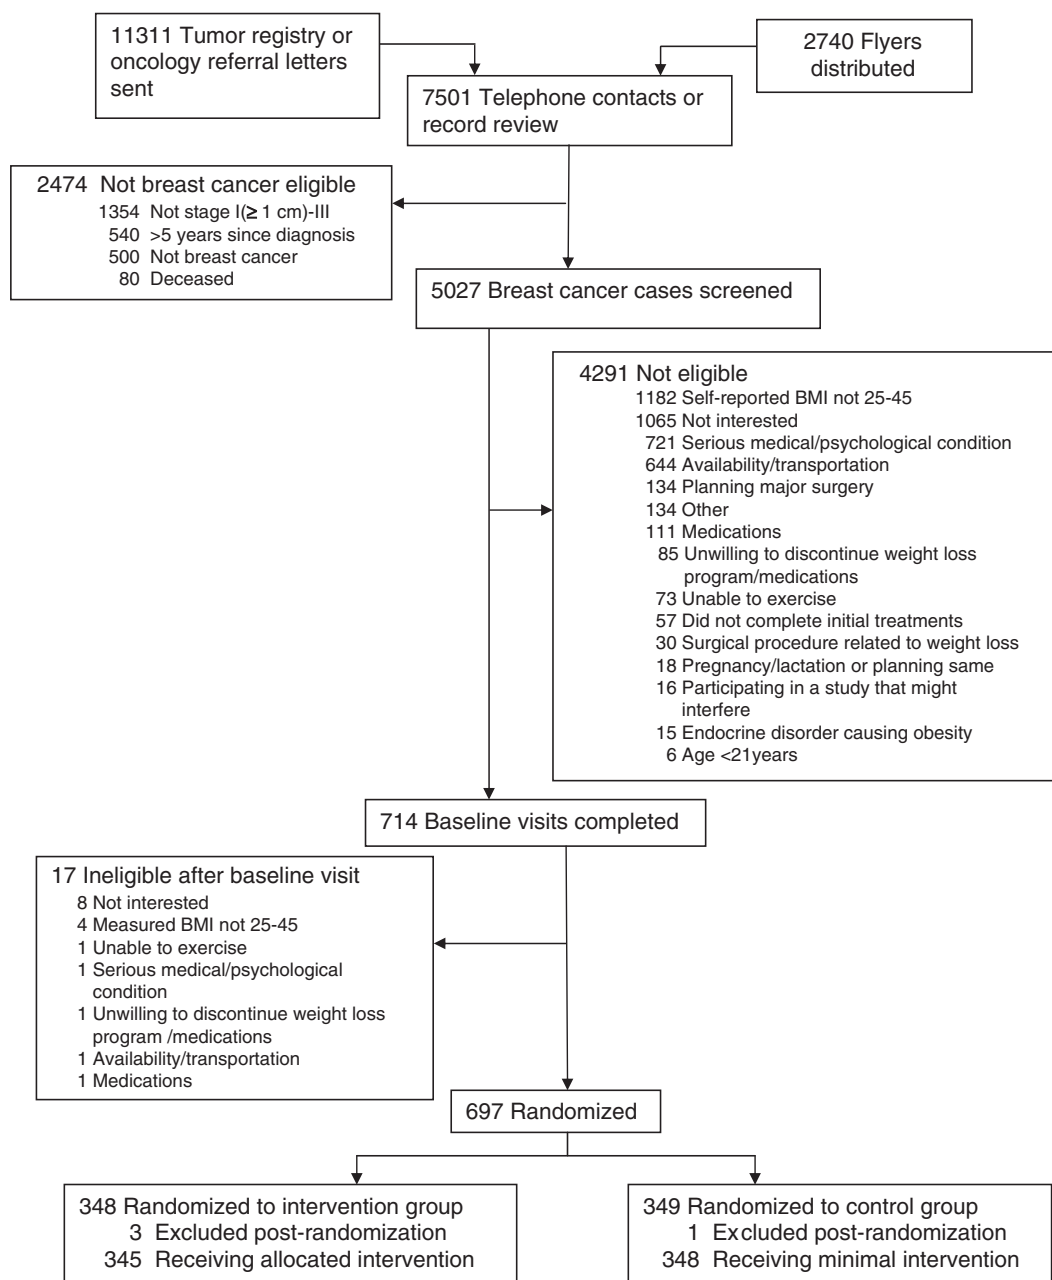 11311 Tumor registry or
oncology referral letters
sent
2740 Flyers
distributed
7501 Telephone contacts or
record review
2474 Not breast cancer eligible
1354 Not stage I(≥ 1 cm)-III
540 >5 years since diagnosis
500 Not breast cancer
80 Deceased
5027 Breast cancer cases screened
4291 Not eligible
1182 Self-reported BMI not 25-45
1065 Not interested
721 Serious medical/psychological condition
644 Availability/transportation
134 Planning major surgery
134 Other
111 Medications
85 Unwilling to discontinue weight loss
program/medications
73 Unable to exercise
57 Did not complete initial treatments
30 Surgical procedure related to weight loss
18 Pregnancy/lactation or planning same
16 Participating in a study that might
interfere
15 Endocrine disorder causing obesity
6 Age <21years
714 Baseline visits completed
17 Ineligible after baseline visit
8 Not interested
4 Measured BMI not 25-45
1 Unable to exercise
1 Serious medical/psychological
condition
1 Unwilling to discontinue weight loss
program /medications
1 Availability/transportation
1 Medications
697 Randomized
348 Randomized to intervention group
3 Excluded post-randomization
345 Receiving allocated intervention
349 Randomized to control group
1 Excluded post-randomization
348 Receiving minimal intervention